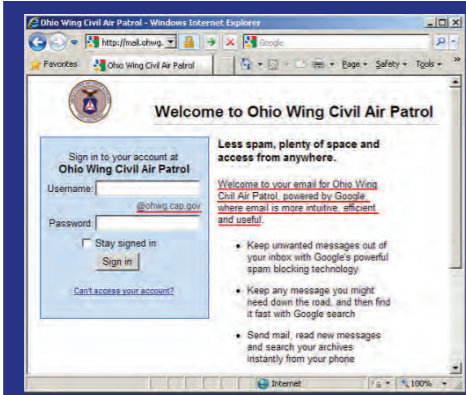 Ohio Wing Civil Air Patrol - Windows Internet Explorer
http://mail.ohwg.
Google
Favorites
Ohio Wing Civil Air Patrol
Page
Safety
Tools
Welcome to Ohio Wing Civil Air Patrol
Sign in to your account at
Ohio Wing Civil Air Patrol
Username:
@ohwg.cap.gov
Password:
Stay signed in
Sign in
Can't access your account?
Less spam, plenty of space and
access from anywhere.
Welcome to your email for Ohio Wing
Civil Air Patrol, powered by Google,
where email is more intuitive, efficient
and useful.
• Keep unwanted messages out of
your inbox with Google's powerful
spam blocking technology
• Keep any message you might
need down the road, and then find
it fast with Google search
• Send mail, read new messages
and search your archives
instantly from your phone
Internet
100%